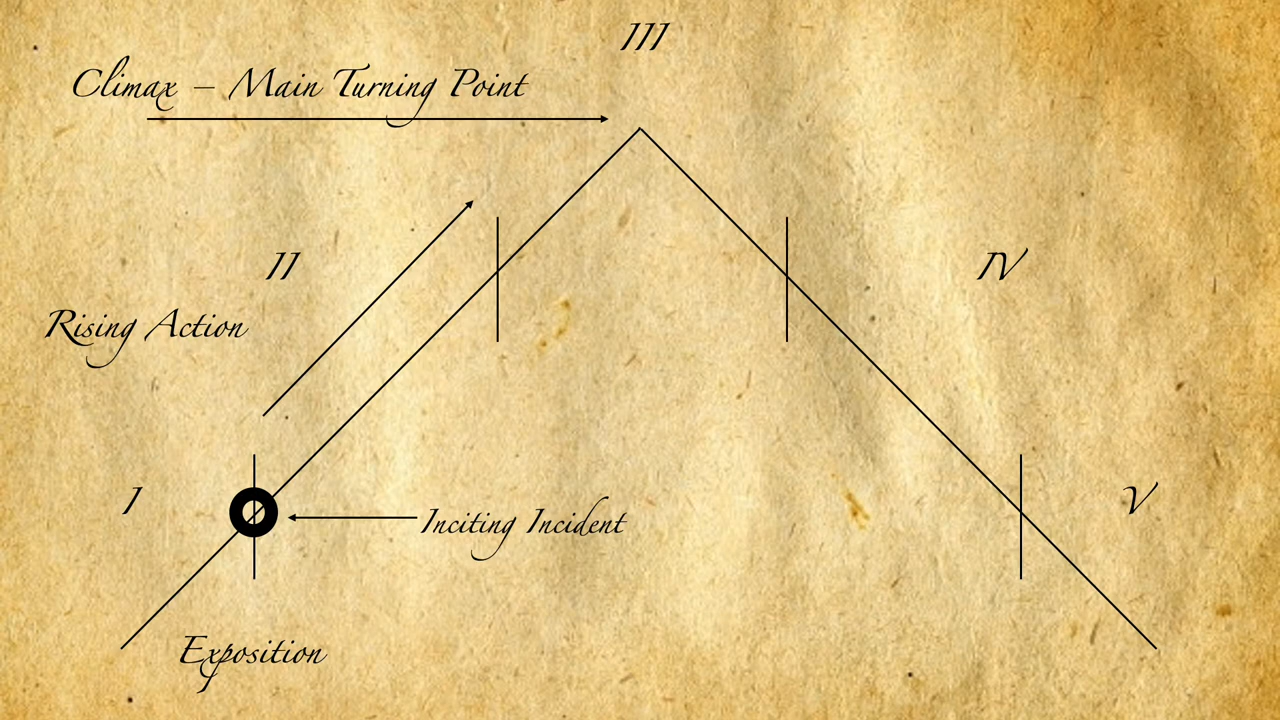 III
Climax – Main Turning Point
II
IV
Rising Action
I
V
Inciting Incident
Exposition